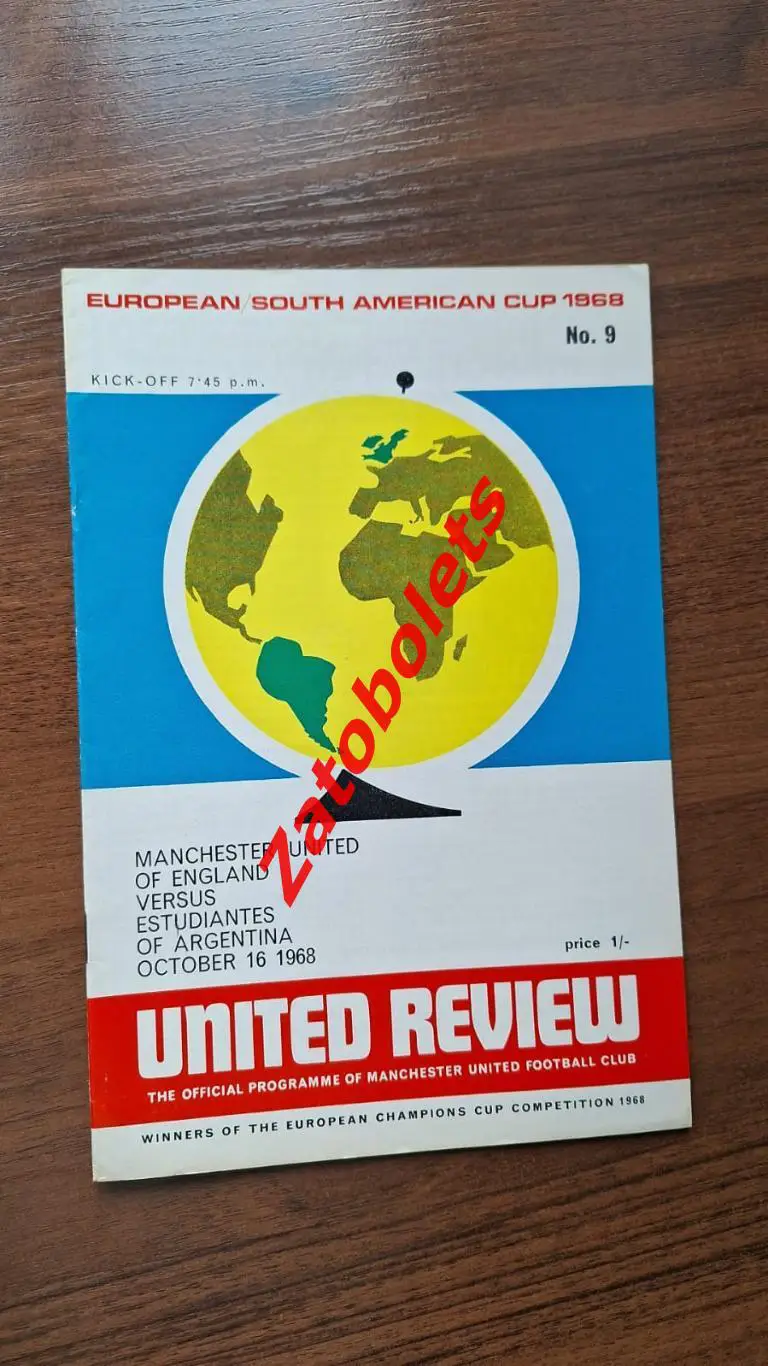 EUROPEAN/SOUTH AMERICAN CUP 1968
No. 9
KICK-OFF 7·45 p.m.
Zatobolets
MANCHESTER UNITED
OF ENGLAND
VERSUS
ESTUDIANTES
OF ARGENTINA
OCTOBER 16 1968
price 1/-
UNITED REVIEW
THE OFFICIAL PROGRAMME OF MANCHESTER UNITED FOOTBALL CLUB
WINNERS OF THE EUROPEAN CHAMPIONS CUP COMPETITION 1968